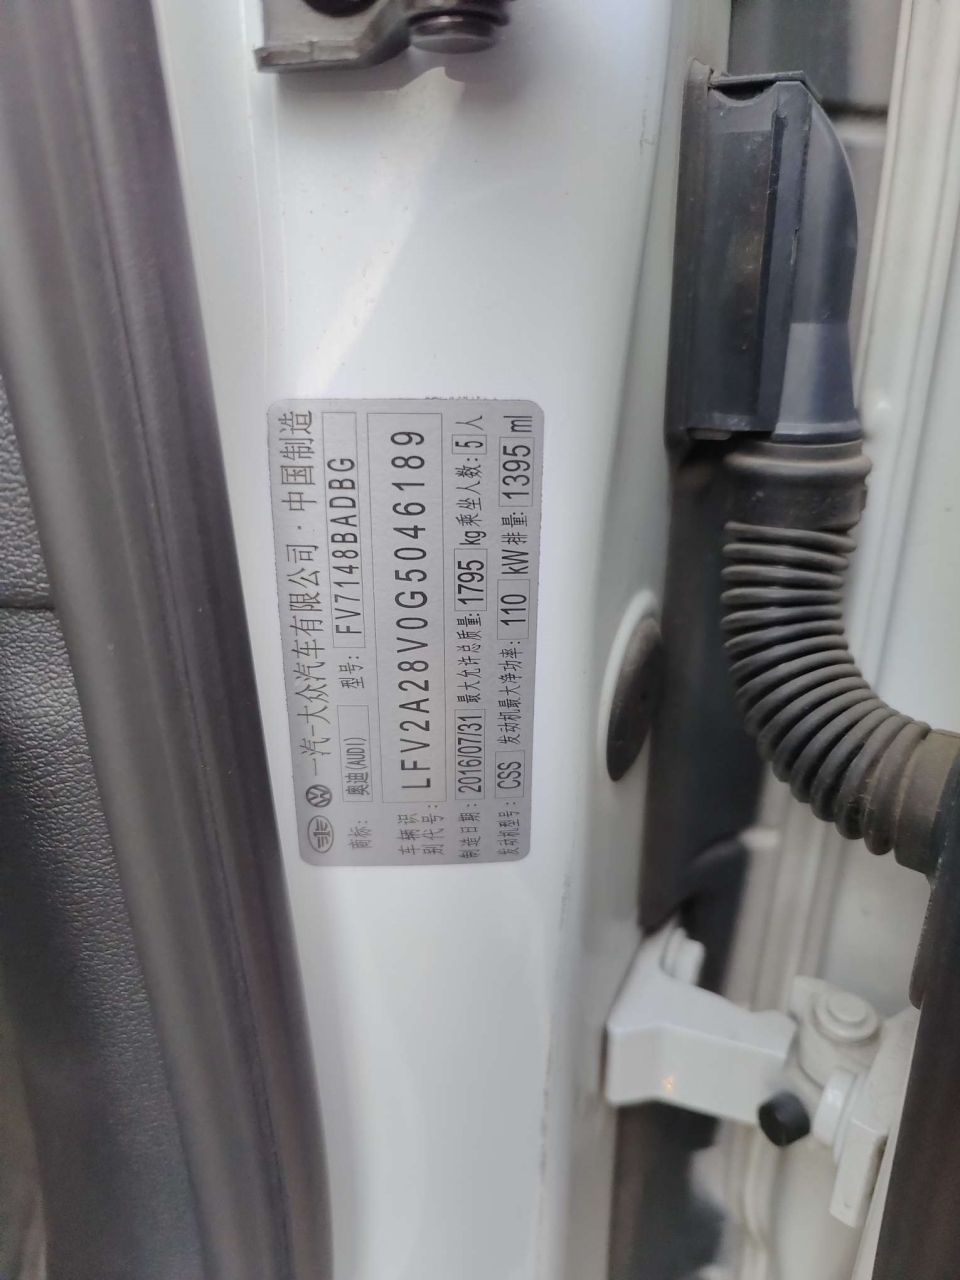 一汽-大众汽车有限公司·中国制造
商标: 奥迪(AUDI) 型号: FV7148BADBG
车辆识别代号: LFV2A28V0G5046189
制造日期: 2016/07/31 最大允许总质量: 1795 kg 乘坐人数: 5 人
发动机型号: CSS 发动机最大净功率: 110 kW 排量: 1395 ml